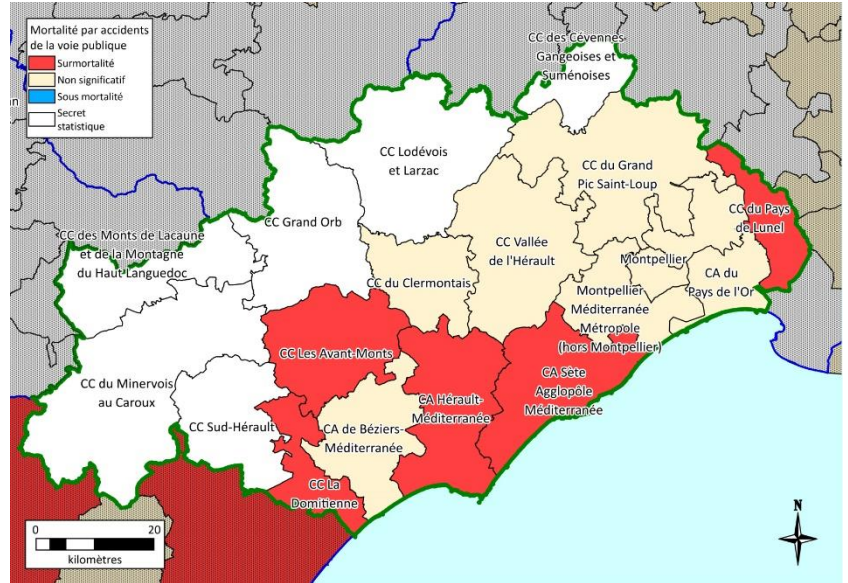 Mortalité par accidents
de la voie publique
Surmortalité
Non significatif
Sous mortalité
Secret
statistique
CC des Cévennes
Gangeoises et
Suménoises
CC Lodévois
et Larzac
CC du Grand
Pic Saint-Loup
CC du Pays
de Lunel
CC Grand Orb
CC des Monts de Lacaune
et de la Montagne
du Haut-Languedoc
CC Vallée
de l'Hérault
Montpellier
CA du
Pays de l'Or
CC du Clermontais
Montpellier
Méditerranée
Métropole
(hors Montpellier)
CC Les Avant-Monts
CC du Minervois
au Caroux
CA Sète
Agglopôle
Méditerranée
CA Hérault-
Méditerranée
CC Sud-Hérault
CA de Béziers-
Méditerranée
CC La
Domitienne
0 20
kilomètres
N